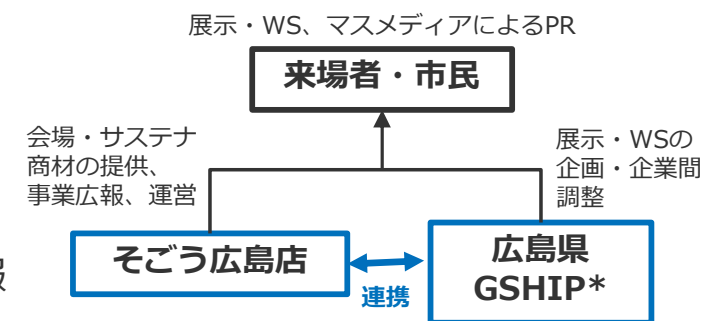 展示・WS、マスメディアによるPR
来場者・市民
会場・サステナ
商材の提供、
事業広報、運営
展示・WSの
企画・企業間
調整
そごう広島店
連携
広島県
GSHIP*